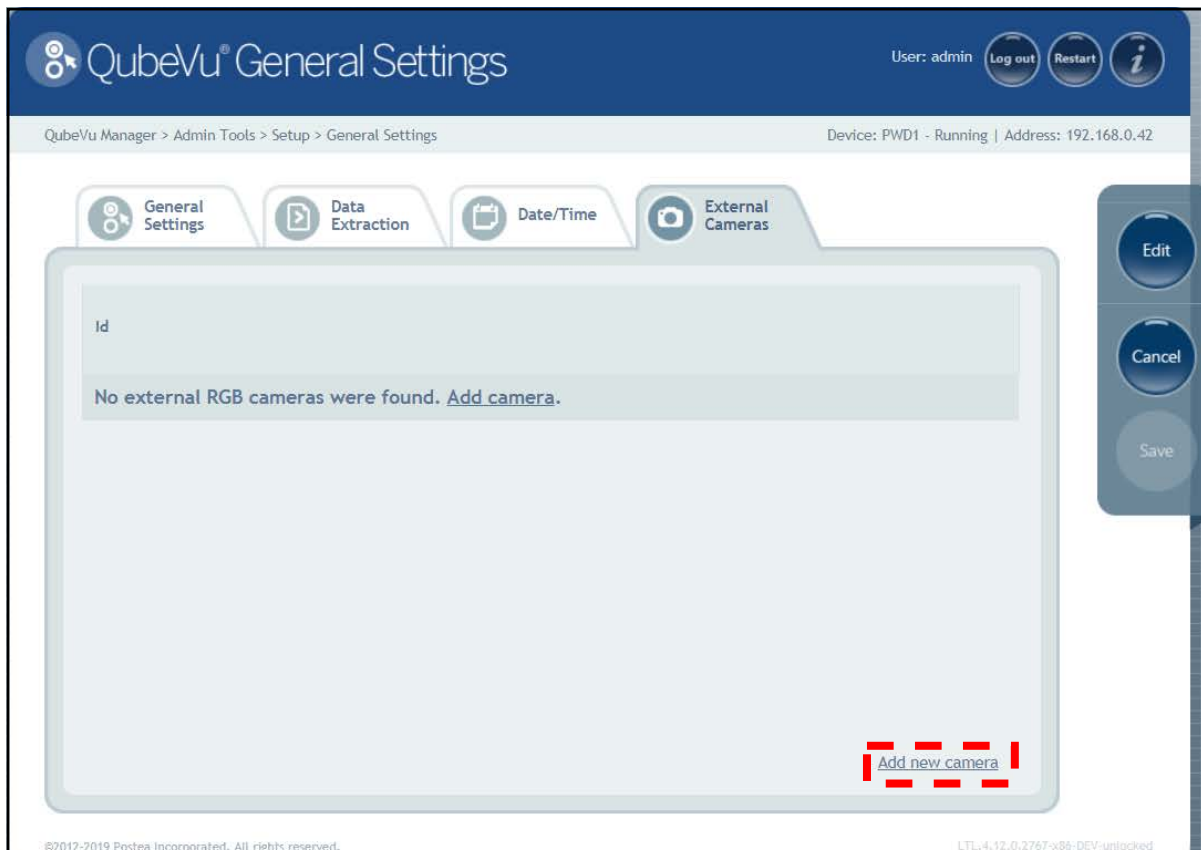 QubeVu® General Settings
User: admin
Log out
Restart
i
QubeVu Manager > Admin Tools > Setup > General Settings
Device: PWD1 - Running | Address: 192.168.0.42
General
Settings
Data
Extraction
Date/Time
External
Cameras
Edit
Cancel
Save
Id
No external RGB cameras were found. Add camera.
Add new camera
©2012-2019 Postea Incorporated. All rights reserved.
LTL.4.12.0.2767-x86-DEV-unlocked